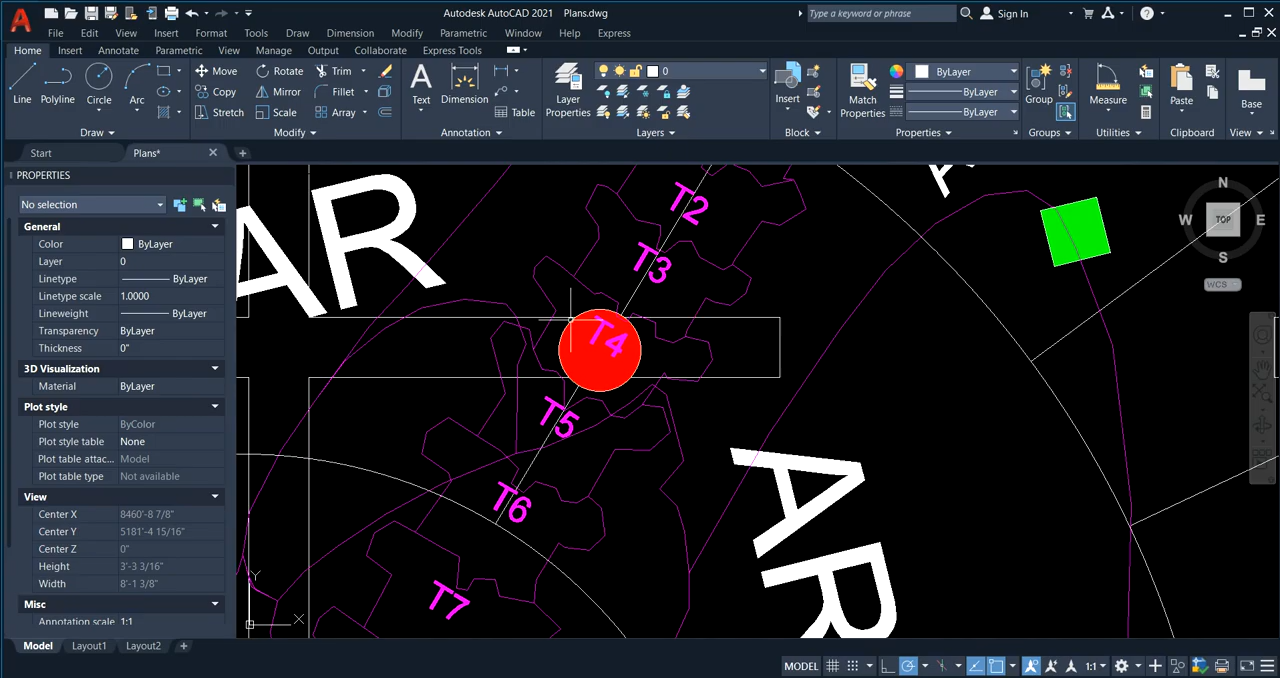 Autodesk AutoCAD 2021 Plans.dwg
Type a keyword or phrase
Sign In
File Edit View Insert Format Tools Draw Dimension Modify Parametric Window Help Express
Home Insert Annotate Parametric View Manage Output Collaborate Express Tools
Line
Polyline
Circle
Arc
Draw
Move Rotate Trim
Copy Mirror Fillet
Stretch Scale Array
Modify
Text
Dimension
Table
Annotation
Layer
Properties
0
Layers
Insert
Block
Match
Properties
ByLayer
ByLayer
ByLayer
Properties
Group
Groups
Measure
Utilities
Paste
Clipboard
Base
View
Start
Plans*
PROPERTIES
No selection
General
Color ByLayer
Layer 0
Linetype ByLayer
Linetype scale 1.0000
Lineweight ByLayer
Transparency ByLayer
Thickness 0"
3D Visualization
Material ByLayer
Plot style
Plot style ByColor
Plot style table None
Plot table attac... Model
Plot table type Not available
View
Center X 8460'-8 7/8"
Center Y 5181'-4 15/16"
Center Z 0"
Height 3'-3 3/16"
Width 8'-1 3/8"
Misc
Annotation scale 1:1
AR
T2
T3
T4
T5
T6
T7
AR
Y
X
N
W TOP E
S
WCS
Model Layout1 Layout2
MODEL 1:1